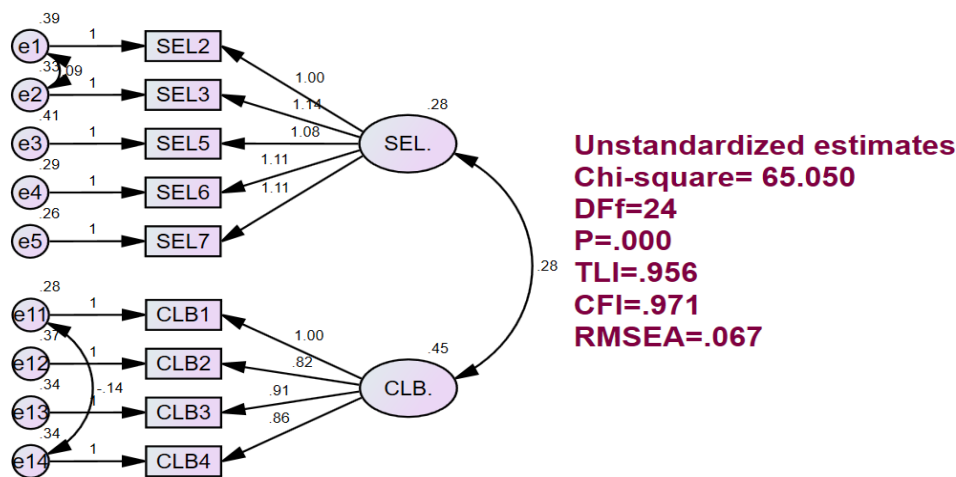 .39
e1 1 SEL2
.33 .09 1.00
e2 1 SEL3
.41 1.14 .28
e3 1 SEL5 1.08 SEL.
.29 1.11
e4 1 SEL6 1.11
.26
e5 1 SEL7
.28
.28
e11 1 CLB1
.37 1.00
e12 1 CLB2 .82 .45
.34 -.14 .91 CLB.
e13 1 CLB3
.34 .86
e14 1 CLB4
Unstandardized estimates
Chi-square= 65.050
DFf=24
P=.000
TLI=.956
CFI=.971
RMSEA=.067